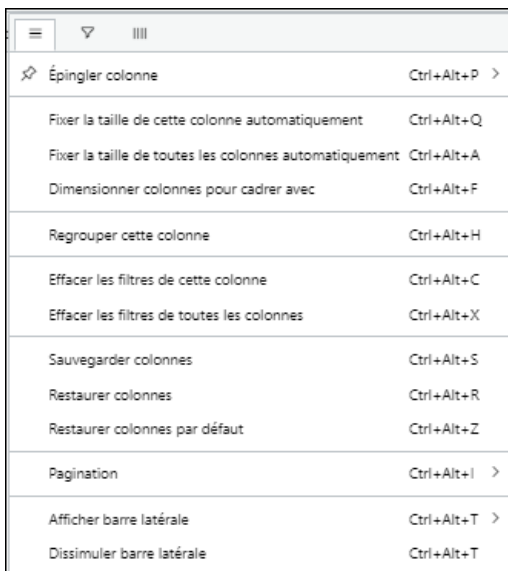 Épingler colonne Ctrl+Alt+P
Fixer la taille de cette colonne automatiquement Ctrl+Alt+Q
Fixer la taille de toutes les colonnes automatiquement Ctrl+Alt+A
Dimensionner colonnes pour cadrer avec Ctrl+Alt+F
Regrouper cette colonne Ctrl+Alt+H
Effacer les filtres de cette colonne Ctrl+Alt+C
Effacer les filtres de toutes les colonnes Ctrl+Alt+X
Sauvegarder colonnes Ctrl+Alt+S
Restaurer colonnes Ctrl+Alt+R
Restaurer colonnes par défaut Ctrl+Alt+Z
Pagination Ctrl+Alt+I
Afficher barre latérale Ctrl+Alt+T
Dissimuler barre latérale Ctrl+Alt+T